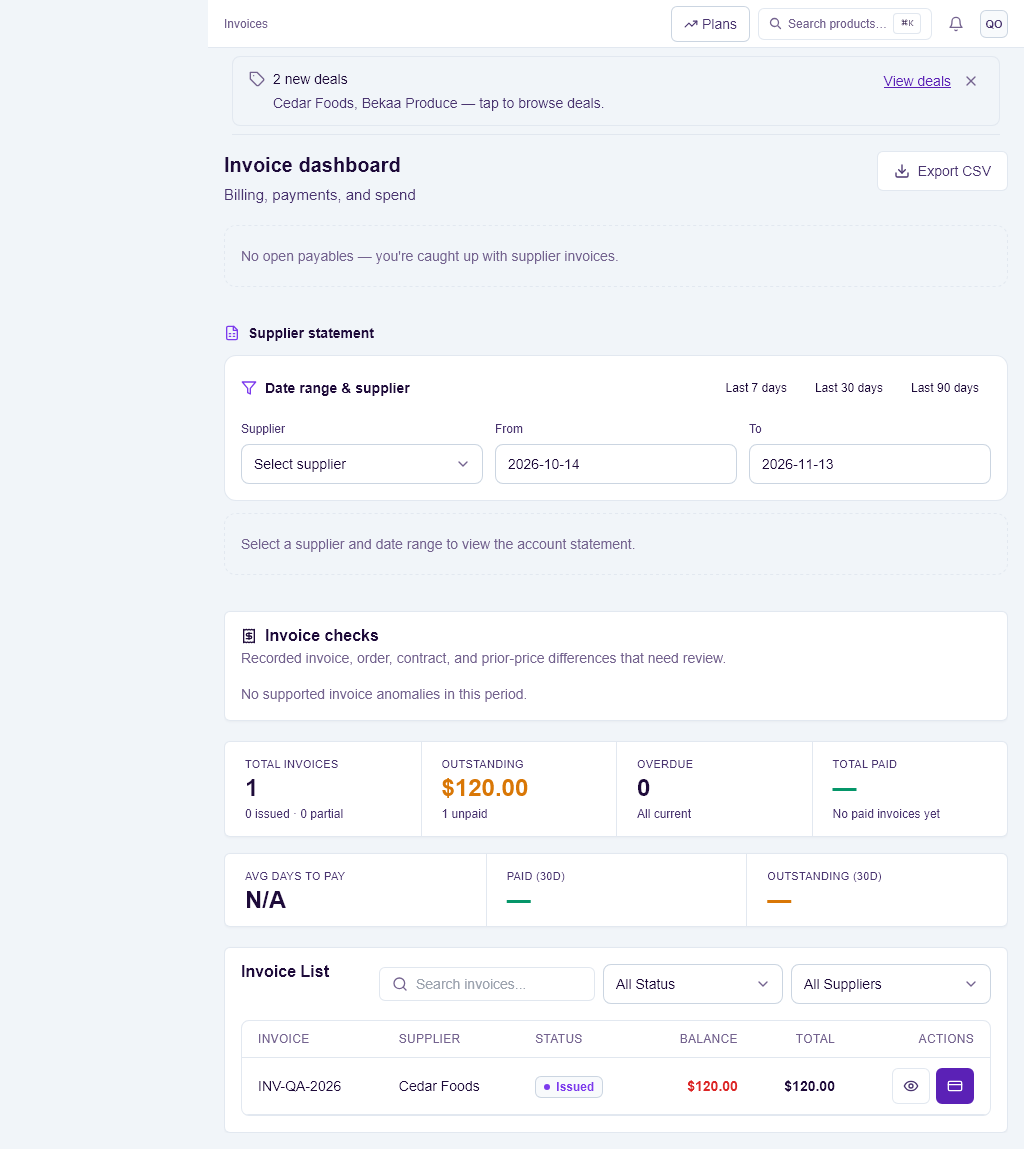 Invoices
Plans
Search products...
⌘K
QO
2 new deals
View deals
Cedar Foods, Bekaa Produce — tap to browse deals.
Invoice dashboard
Export CSV
Billing, payments, and spend
No open payables — you're caught up with supplier invoices.
Supplier statement
Date range & supplier
Last 7 days
Last 30 days
Last 90 days
Supplier
From
To
Select supplier
2026-10-14
2026-11-13
Select a supplier and date range to view the account statement.
Invoice checks
Recorded invoice, order, contract, and prior-price differences that need review.
No supported invoice anomalies in this period.
TOTAL INVOICES
1
0 issued · 0 partial
OUTSTANDING
$120.00
1 unpaid
OVERDUE
0
All current
TOTAL PAID
—
No paid invoices yet
AVG DAYS TO PAY
N/A
PAID (30D)
—
OUTSTANDING (30D)
—
Invoice List
Search invoices...
All Status
All Suppliers
INVOICE SUPPLIER STATUS BALANCE TOTAL ACTIONS
INV-QA-2026 Cedar Foods Issued $120.00 $120.00